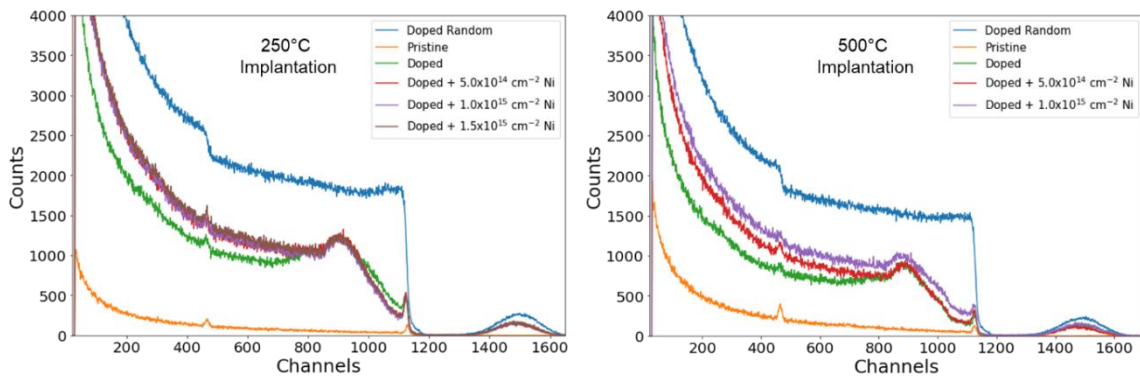 4000
3500
3000
2500
2000
1500
1000
500
0
Counts
250°C
Implantation
Doped Random
Pristine
Doped
Doped + 5.0x10¹⁴ cm⁻² Ni
Doped + 1.0x10¹⁵ cm⁻² Ni
Doped + 1.5x10¹⁵ cm⁻² Ni
200 400 600 800 1000 1200 1400 1600
Channels
4000
3500
3000
2500
2000
1500
1000
500
0
Counts
500°C
Implantation
Doped Random
Pristine
Doped
Doped + 5.0x10¹⁴ cm⁻² Ni
Doped + 1.0x10¹⁵ cm⁻² Ni
200 400 600 800 1000 1200 1400 1600
Channels